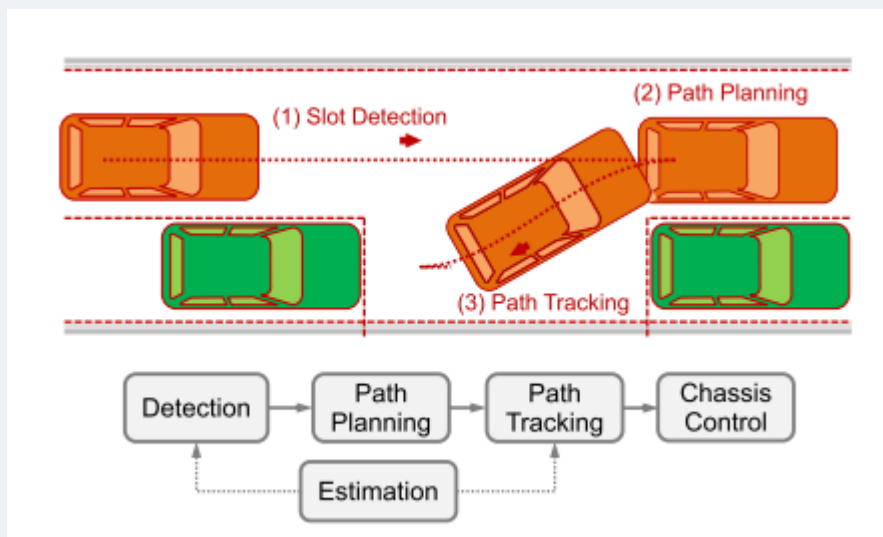 (2) Path Planning
(1) Slot Detection
(3) Path Tracking
Detection
Path
Planning
Path
Tracking
Chassis
Control
Estimation